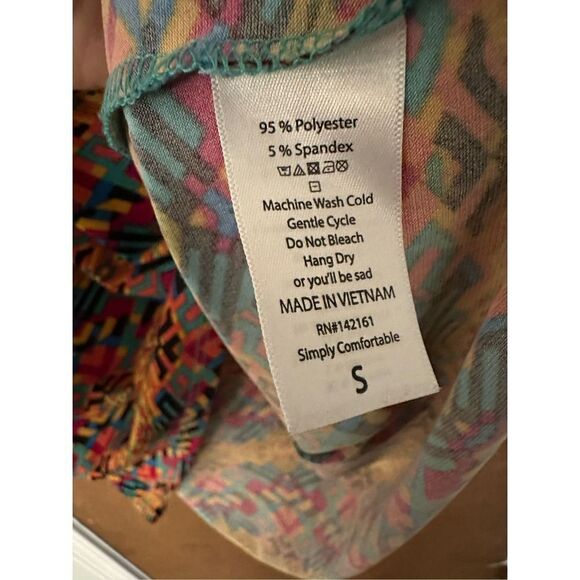 95 % Polyester
5 % Spandex
Machine Wash Cold
Gentle Cycle
Do Not Bleach
Hang Dry
or you'll be sad
MADE IN VIETNAM
RN#142161
Simply Comfortable
S